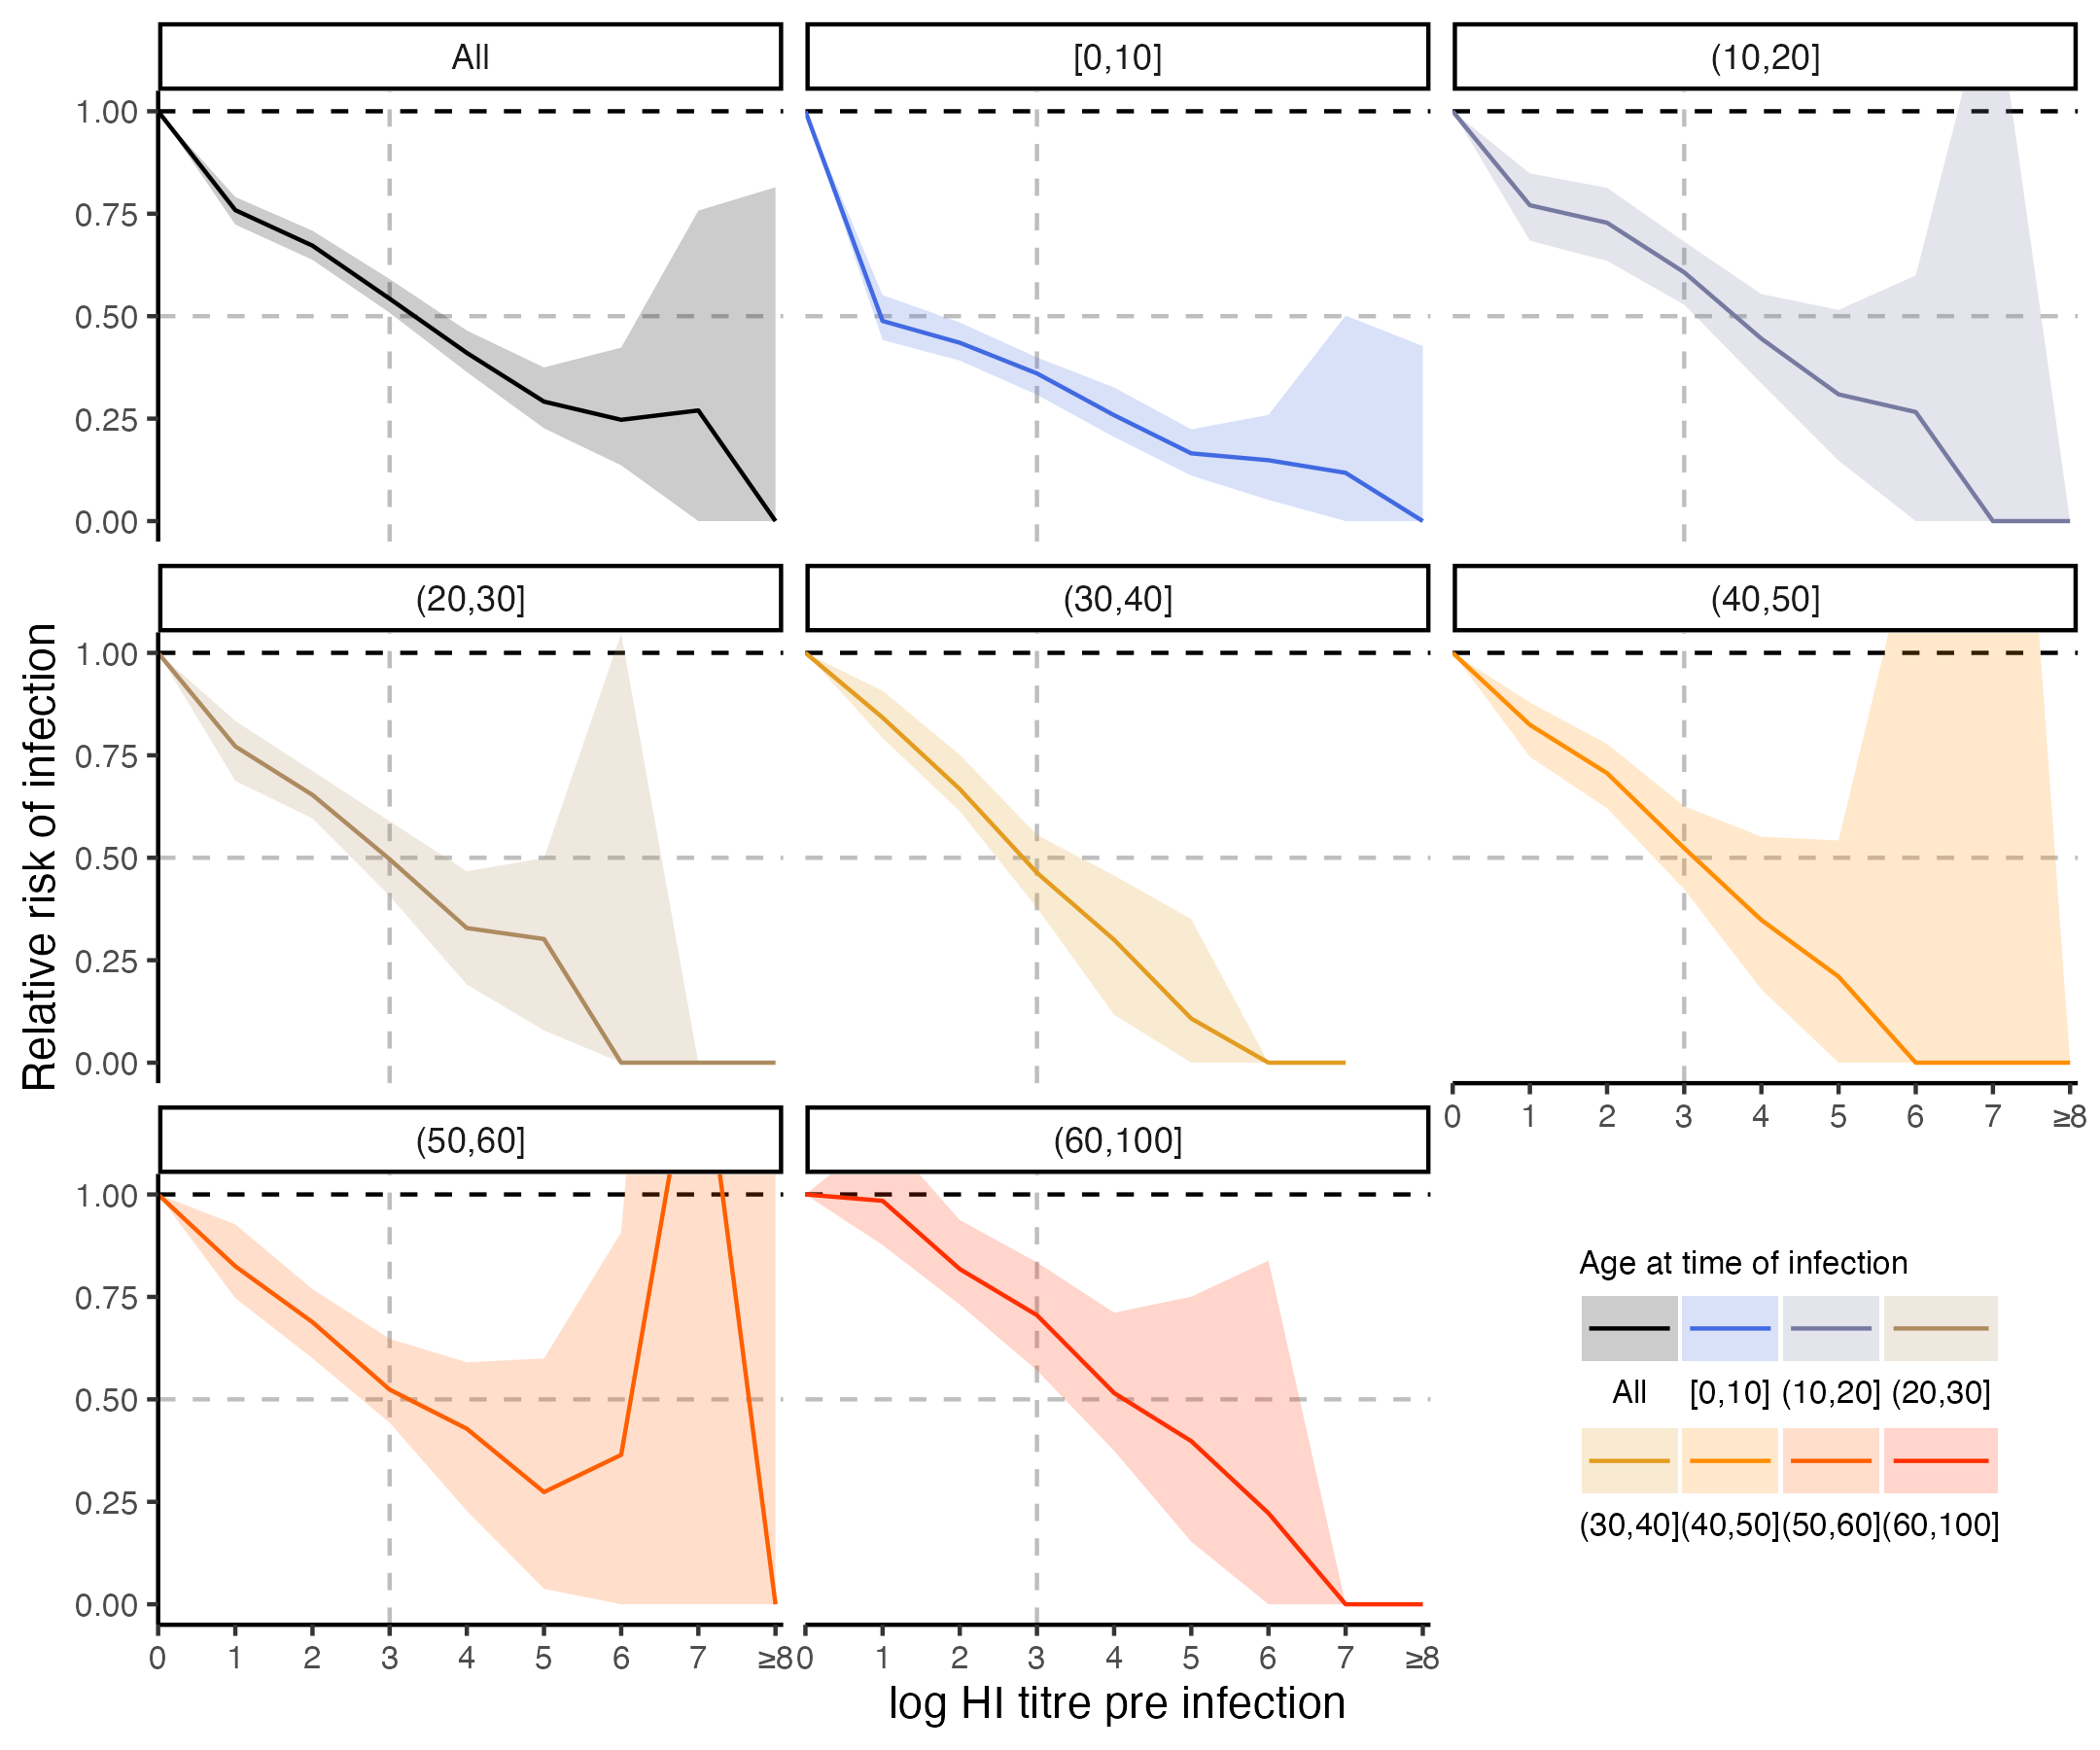 All
[0,10]
(10,20]
1.00
0.75
0.50
0.25
0.00
(20,30]
(30,40]
(40,50]
1.00
0.75
0.50
0.25
0.00
0 1 2 3 4 5 6 7 ≥8
Relative risk of infection
(50,60]
(60,100]
1.00
0.75
0.50
0.25
0.00
0 1 2 3 4 5 6 7 ≥8
0 1 2 3 4 5 6 7 ≥8
log HI titre pre infection
Age at time of infection
All [0,10] (10,20] (20,30]
(30,40] (40,50] (50,60] (60,100]